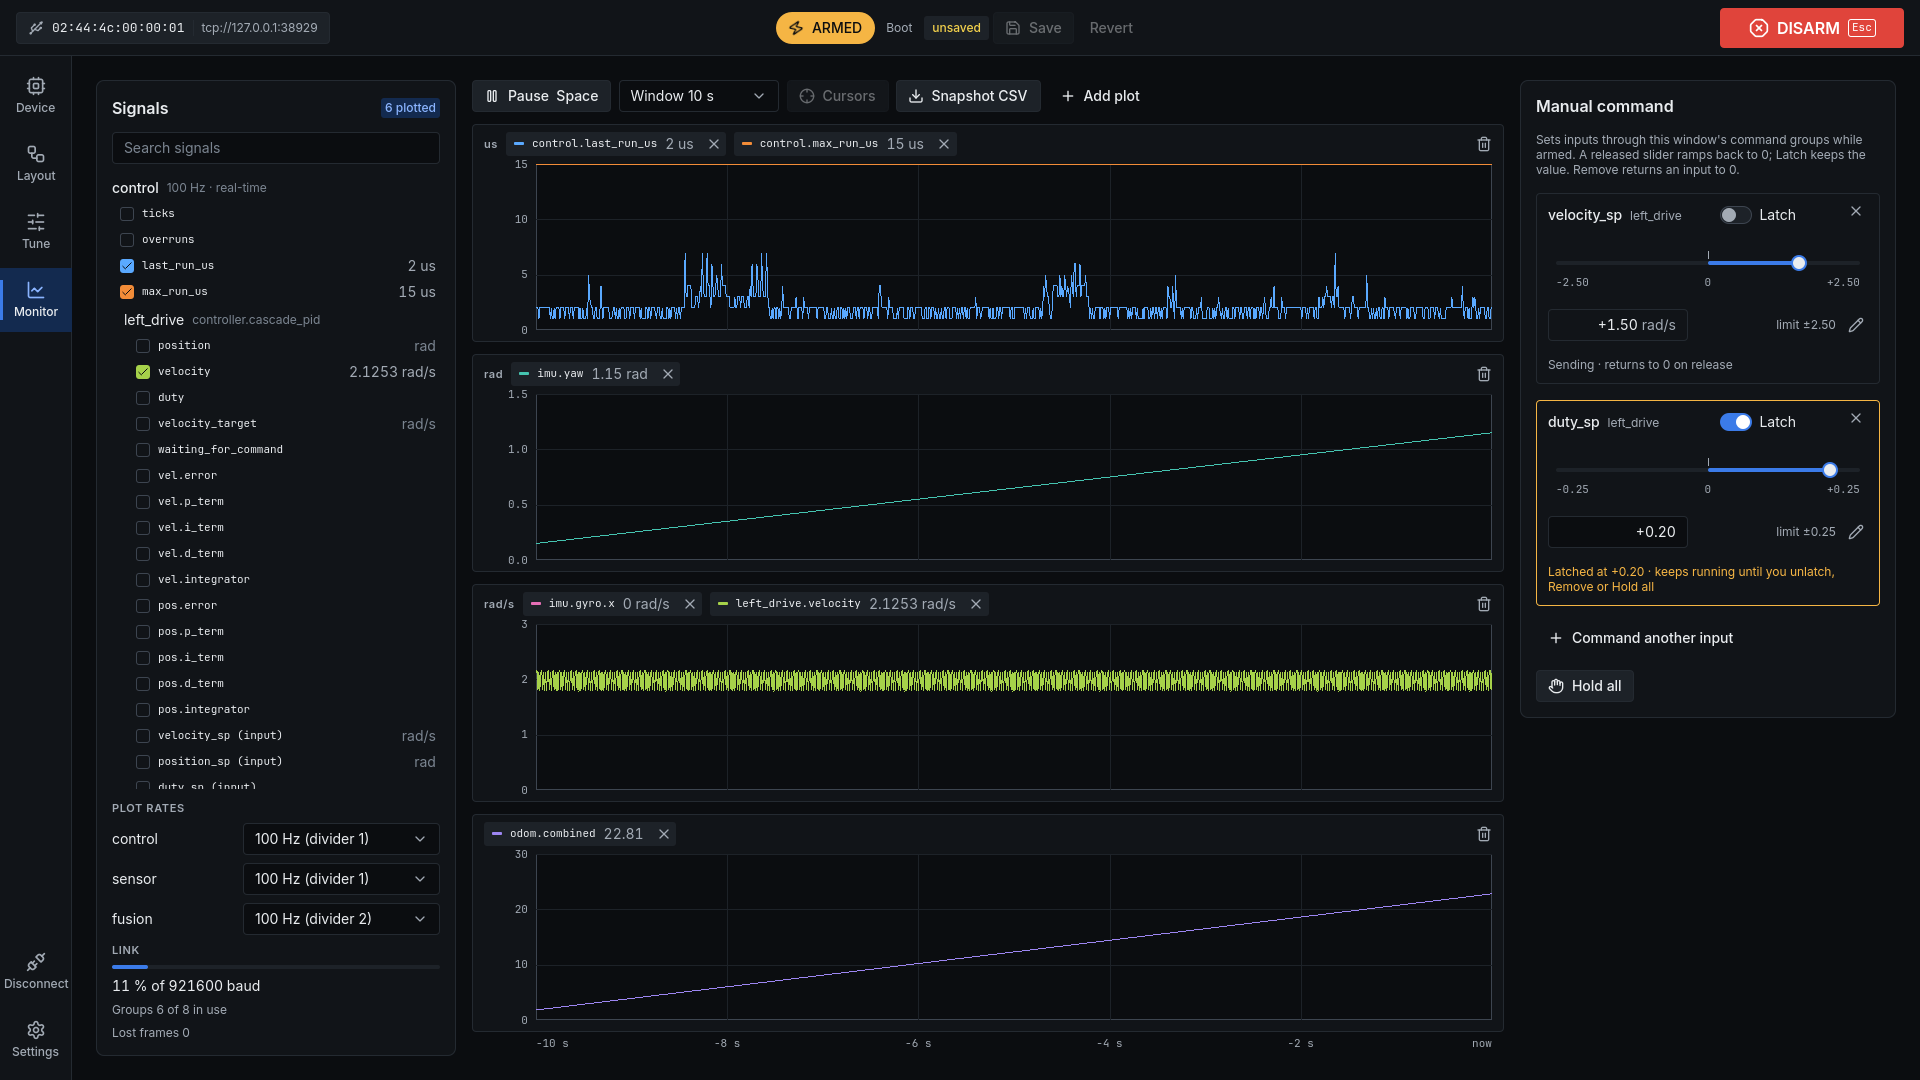 02:44:4c:00:00:01 tcp://127.0.0.1:38929
ARMED Boot unsaved Save Revert
DISARM Esc
Device
Layout
Tune
Monitor
Disconnect
Settings
Signals 6 plotted
Search signals
control 100 Hz · real-time
ticks
overruns
last_run_us 2 us
max_run_us 15 us
left_drive controller.cascade_pid
position rad
velocity 2.1253 rad/s
duty
velocity_target rad/s
waiting_for_command
vel.error
vel.p_term
vel.i_term
vel.d_term
vel.integrator
pos.error
pos.p_term
pos.i_term
pos.d_term
pos.integrator
velocity_sp (input) rad/s
position_sp (input) rad
duty_sp (input)
PLOT RATES
control 100 Hz (divider 1)
sensor 100 Hz (divider 1)
fusion 100 Hz (divider 2)
LINK
11 % of 921600 baud
Groups 6 of 8 in use
Lost frames 0
Pause Space Window 10 s Cursors Snapshot CSV Add plot
us control.last_run_us 2 us control.max_run_us 15 us
15
10
5
0
rad imu.yaw 1.15 rad
1.5
1.0
0.5
0.0
rad/s imu.gyro.x 0 rad/s left_drive.velocity 2.1253 rad/s
3
2
1
0
odom.combined 22.81
30
20
10
0
-10 s -8 s -6 s -4 s -2 s now
Manual command
Sets inputs through this window's command groups while
armed. A released slider ramps back to 0; Latch keeps the
value. Remove returns an input to 0.
velocity_sp left_drive Latch
-2.50 0 +2.50
+1.50 rad/s limit ±2.50
Sending · returns to 0 on release
duty_sp left_drive Latch
-0.25 0 +0.25
+0.20 limit ±0.25
Latched at +0.20 · keeps running until you unlatch,
Remove or Hold all
Command another input
Hold all